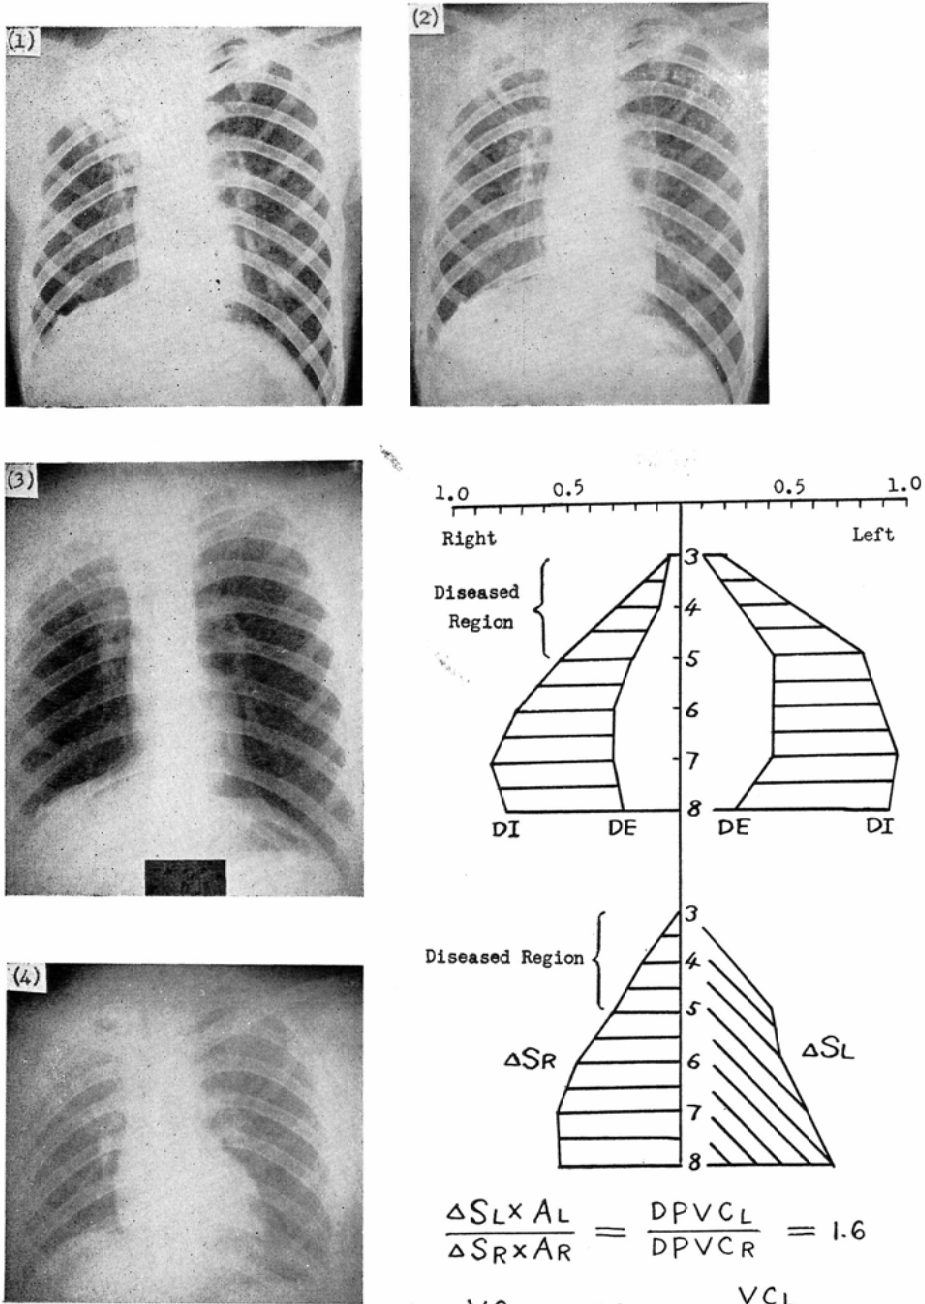 (1)
(2)
(3)
1.0 0.5 0.5 1.0
Right Left
Diseased
Region
3
4
5
6
7
8
DI DE DE DI
Diseased Region
3
4
5
6
7
8
ΔSR ΔSL
(4)
ΔSL × AL / ΔSR × AR = DPVCL / DPVCR = 1.6
VCL